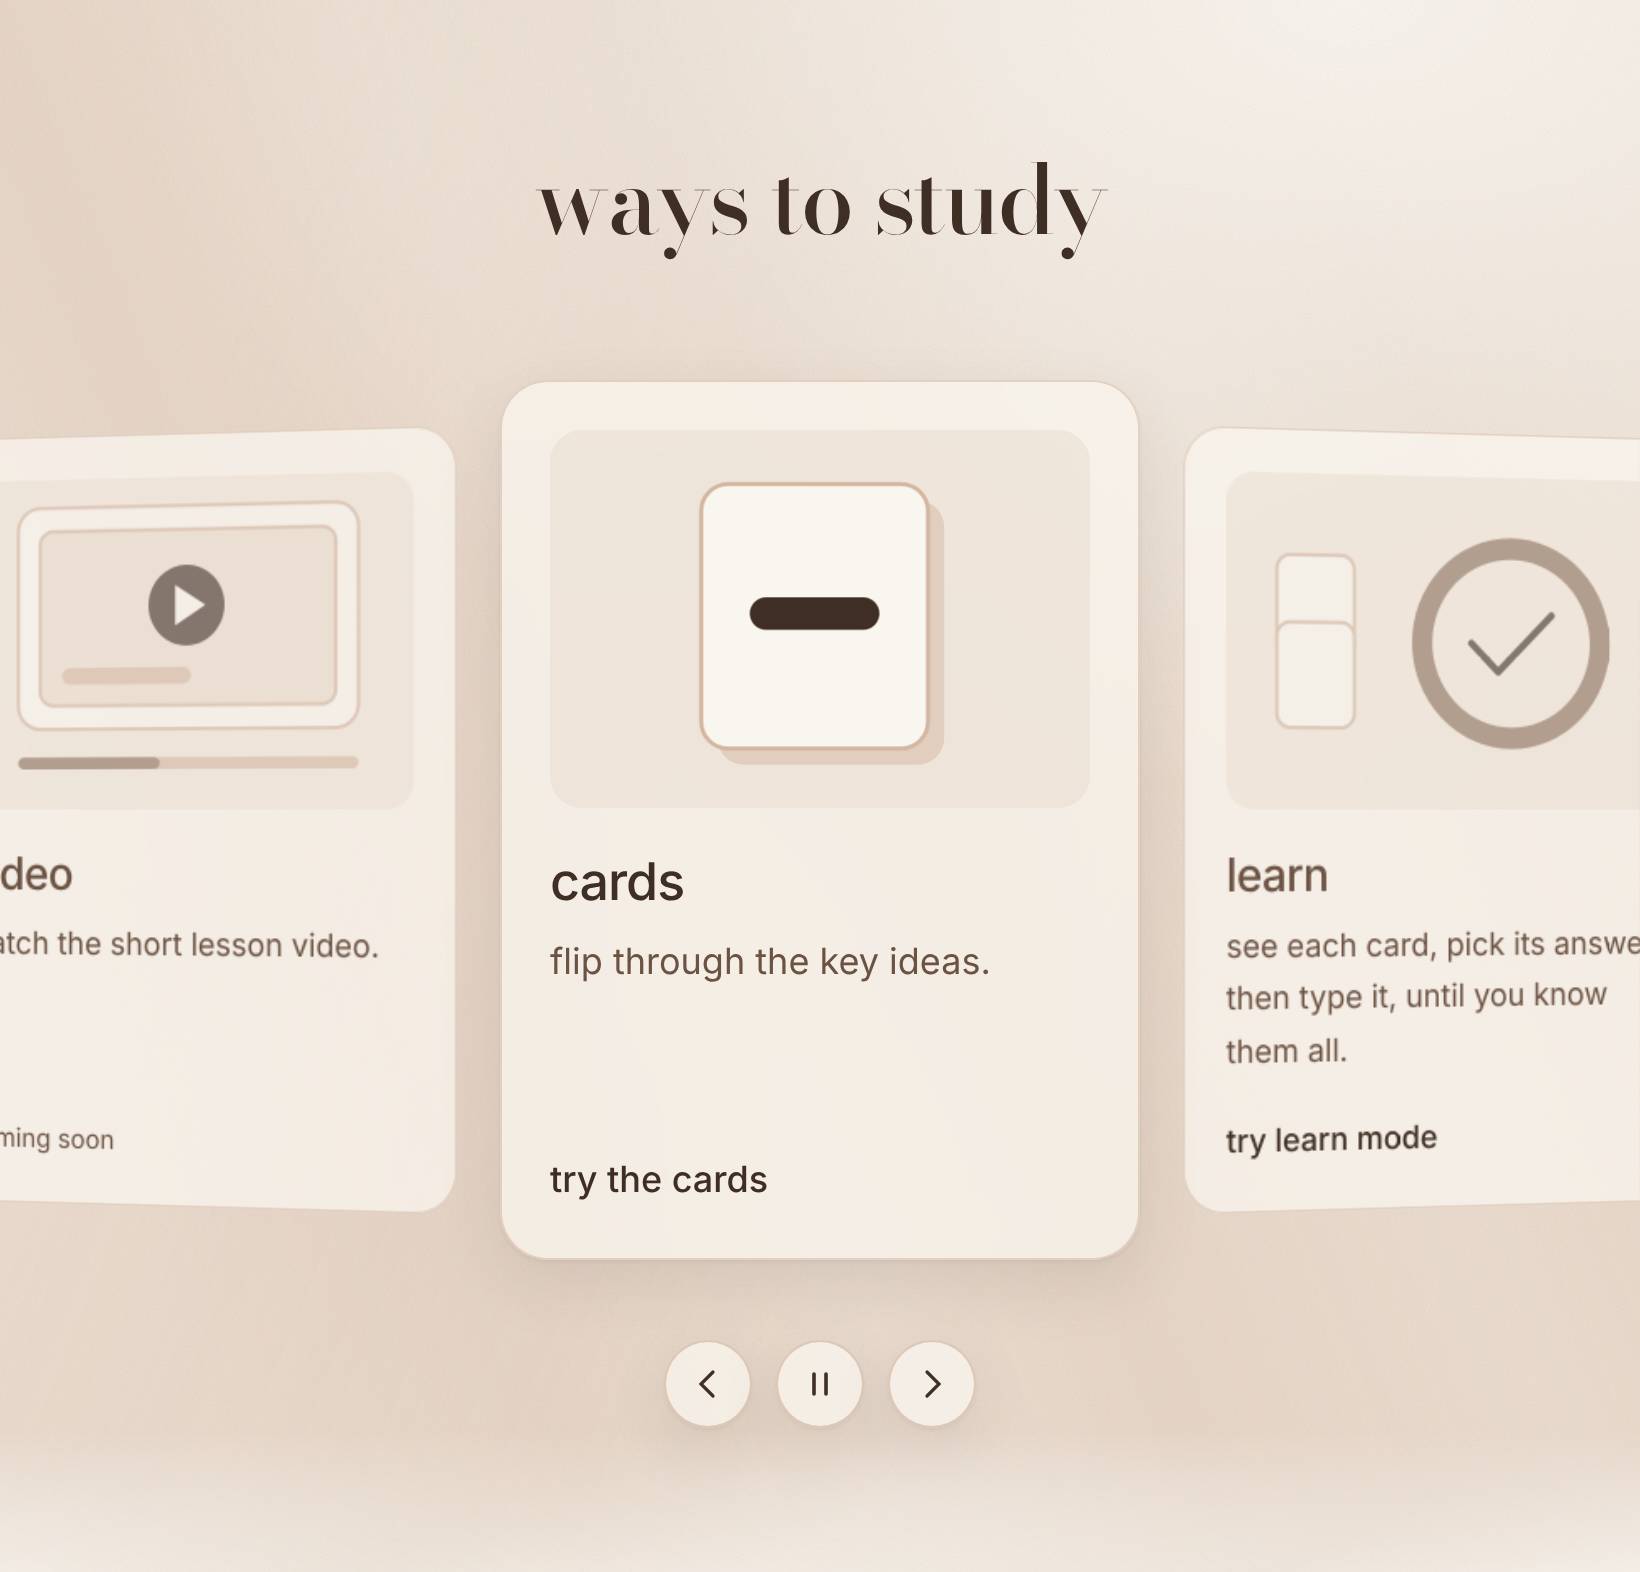 ways to study
deo
atch the short lesson video.
ming soon
cards
flip through the key ideas.
try the cards
learn
see each card, pick its answe
then type it, until you know
them all.
try learn mode